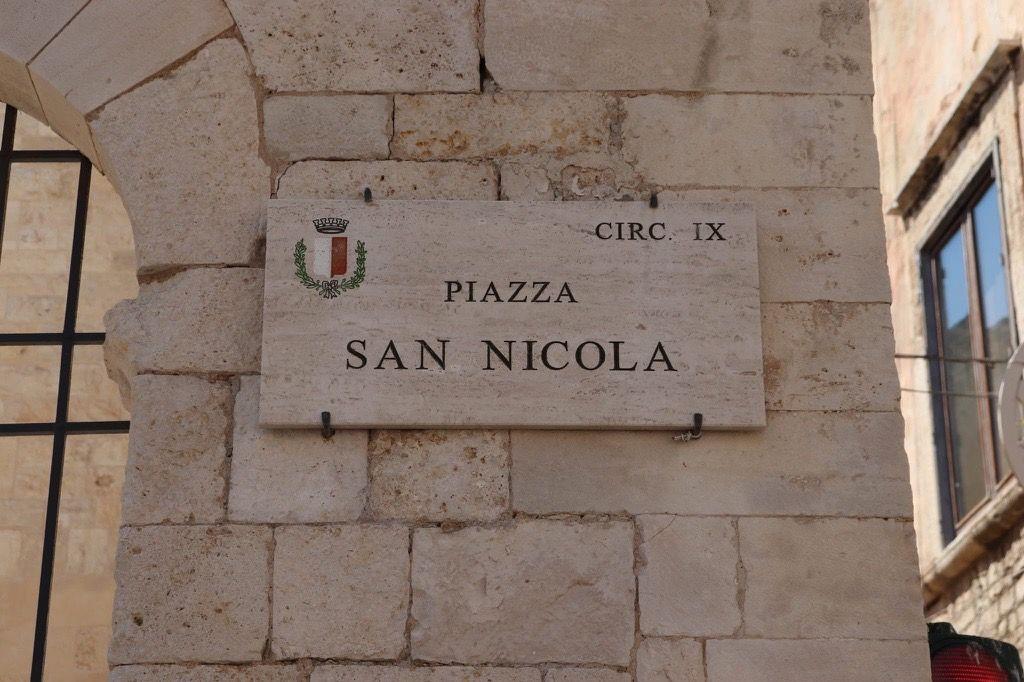 CIRC. IX
PIAZZA
SAN NICOLA